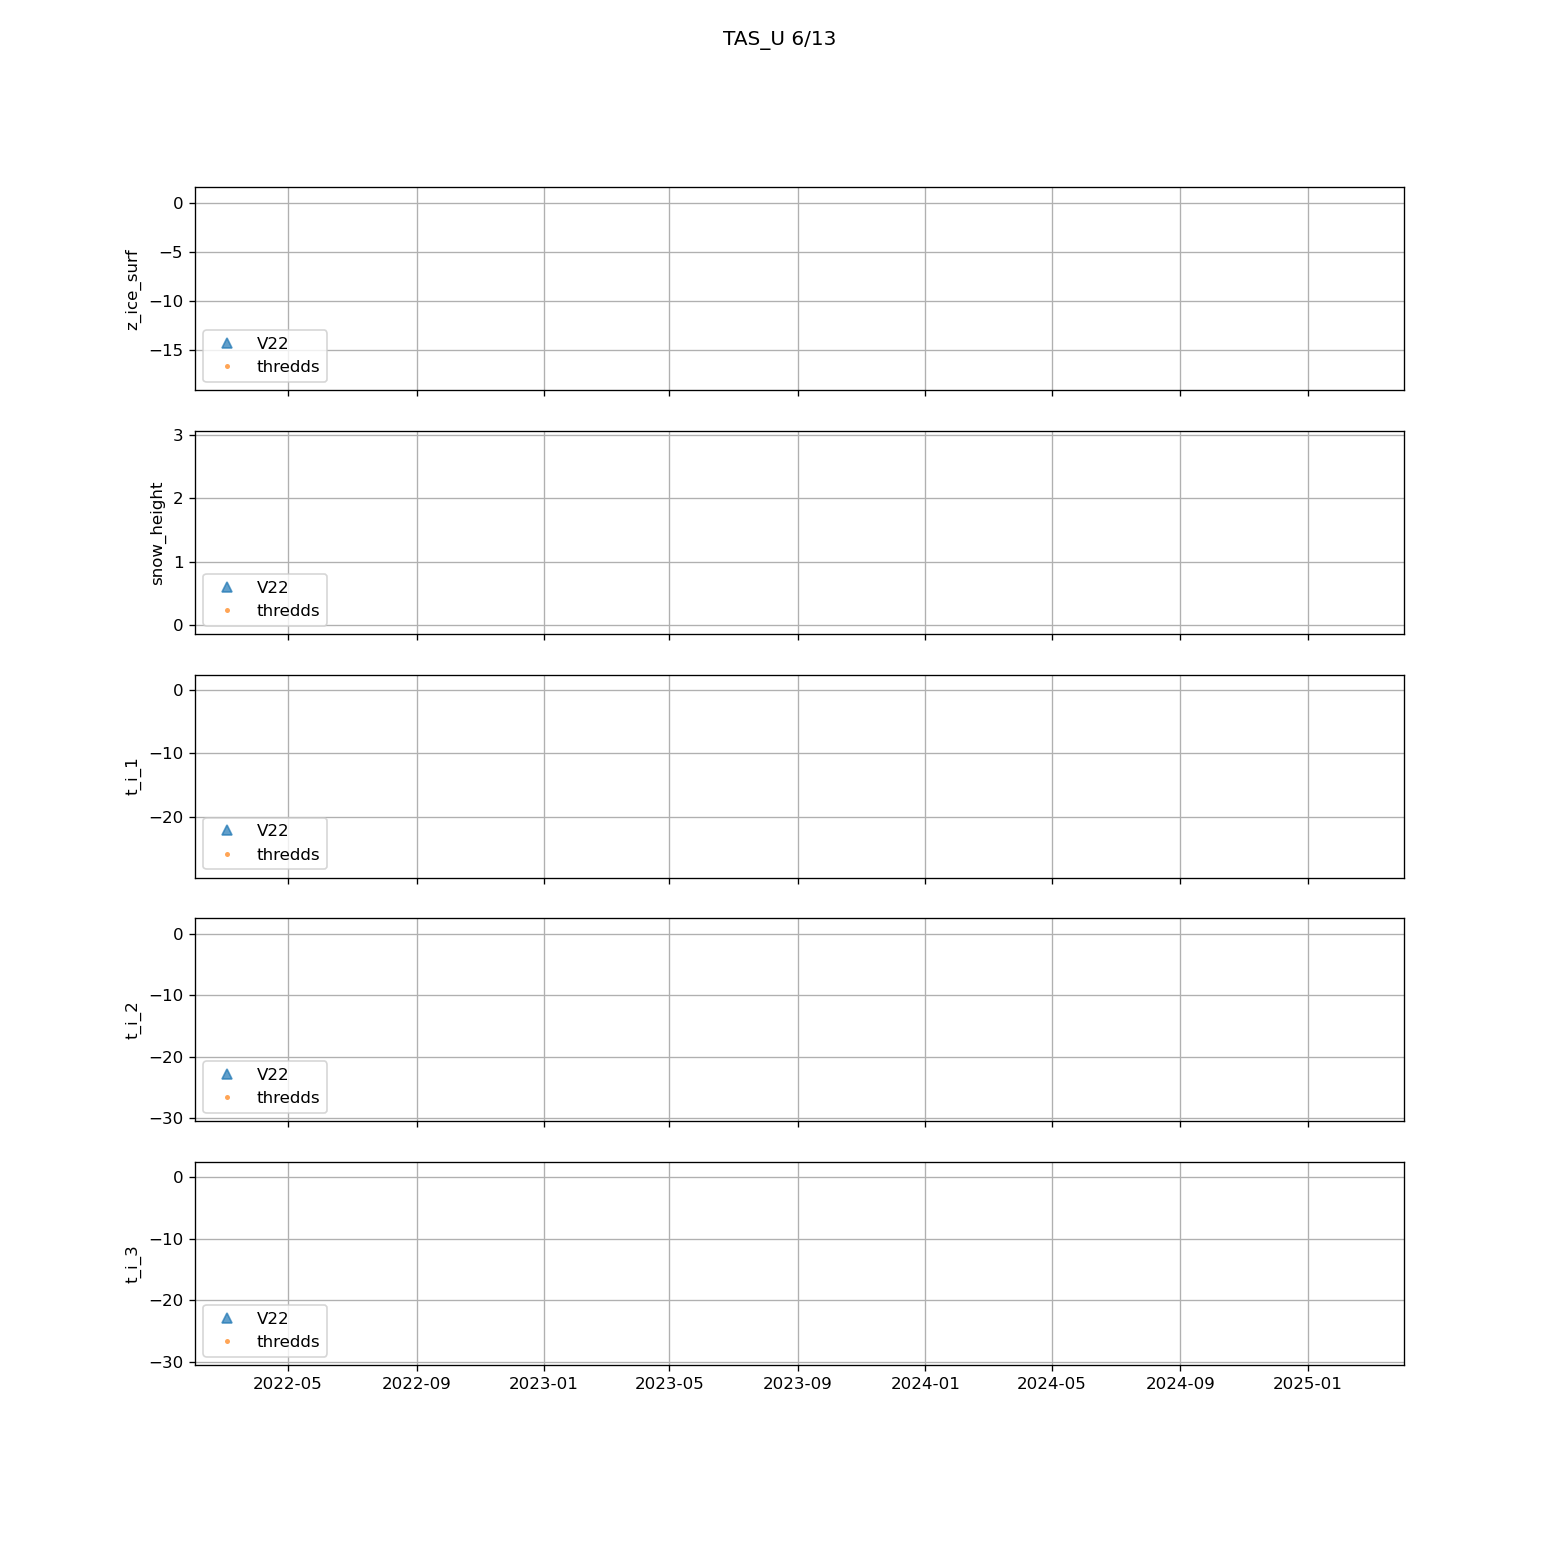 TAS_U 6/13
z_ice_surf
0
−5
−10
−15
V22
thredds
snow_height
3
2
1
0
V22
thredds
t_i_1
0
−10
−20
V22
thredds
t_i_2
0
−10
−20
−30
V22
thredds
t_i_3
0
−10
−20
−30
V22
thredds
2022-05 2022-09 2023-01 2023-05 2023-09 2024-01 2024-05 2024-09 2025-01